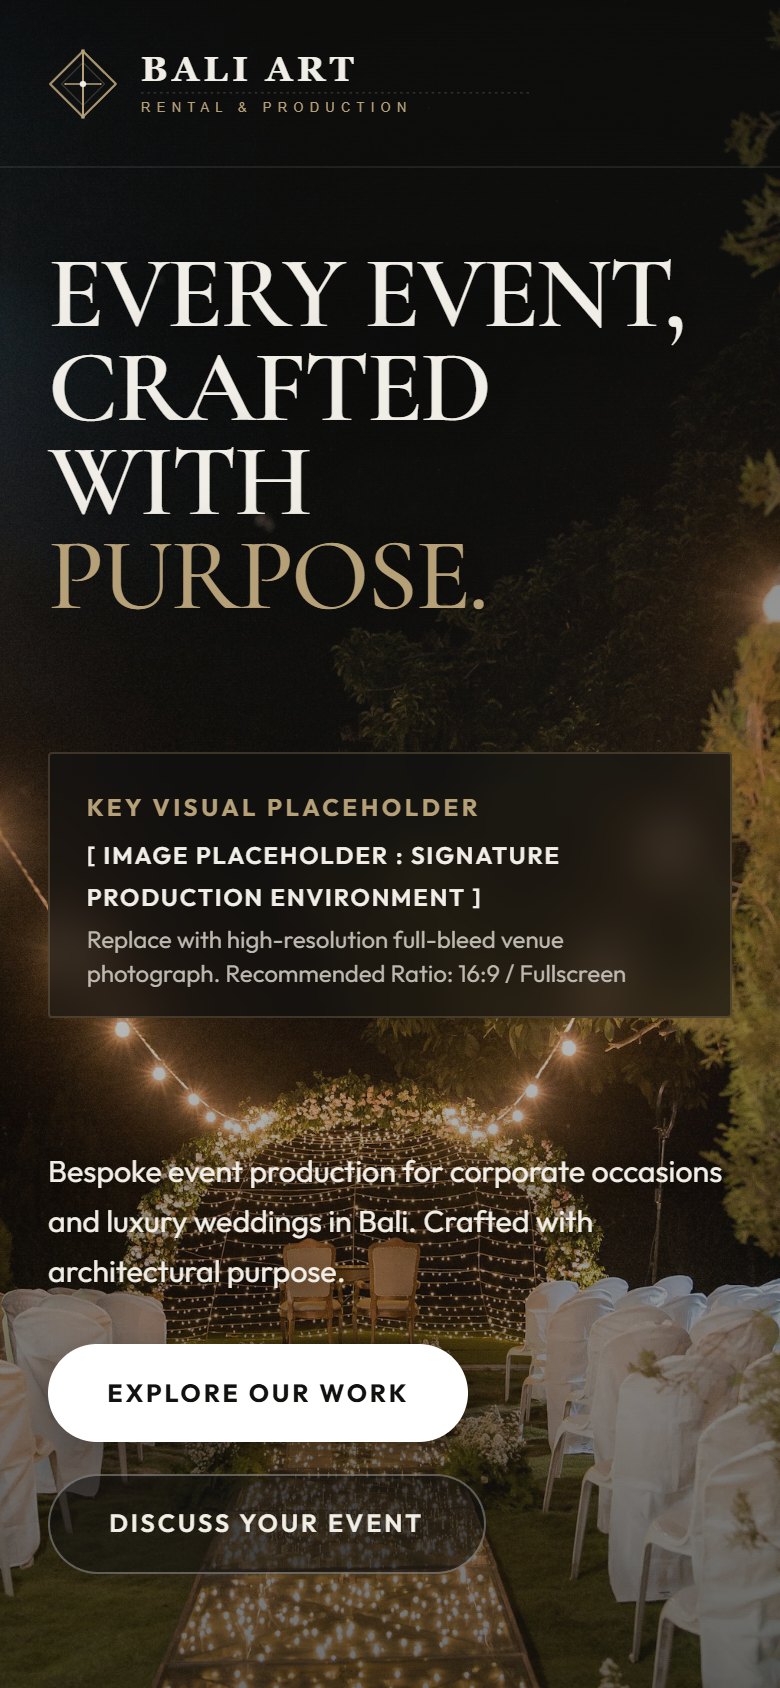 BALI ART
RENTAL & PRODUCTION
EVERY EVENT,
CRAFTED
WITH
PURPOSE.
KEY VISUAL PLACEHOLDER
[ IMAGE PLACEHOLDER : SIGNATURE
PRODUCTION ENVIRONMENT ]
Replace with high-resolution full-bleed venue
photograph. Recommended Ratio: 16:9 / Fullscreen
Bespoke event production for corporate occasions
and luxury weddings in Bali. Crafted with
architectural purpose.
EXPLORE OUR WORK
DISCUSS YOUR EVENT